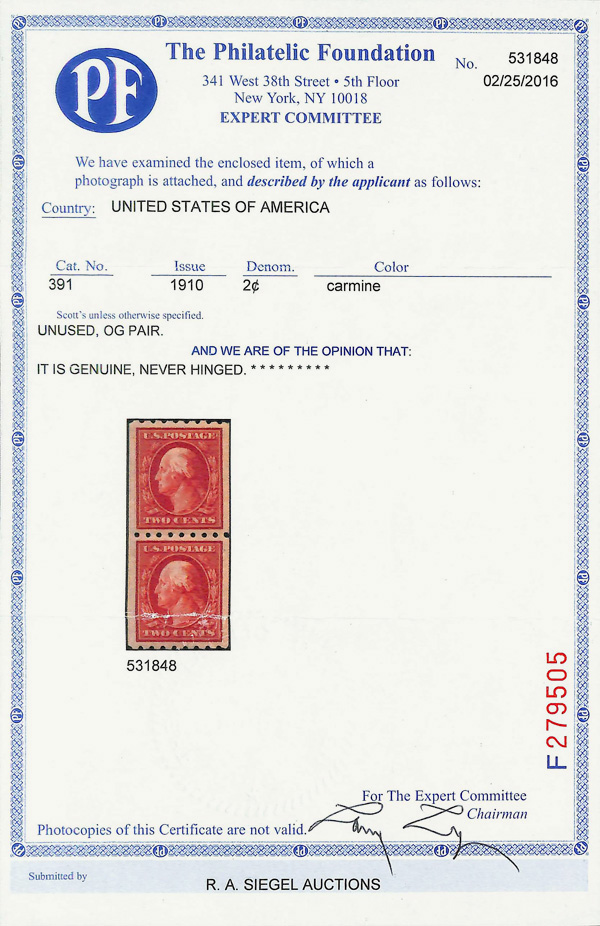 PF
The Philatelic Foundation
No. 531848
341 West 38th Street • 5th Floor
02/25/2016
New York, NY 10018
EXPERT COMMITTEE
We have examined the enclosed item, of which a
photograph is attached, and described by the applicant as follows:
Country: UNITED STATES OF AMERICA
Cat. No. Issue Denom. Color
391 1910 2¢ carmine
Scott's unless otherwise specified.
UNUSED, OG PAIR.
AND WE ARE OF THE OPINION THAT:
IT IS GENUINE, NEVER HINGED. * * * * * * * * *
U.S. POSTAGE
TWO CENTS
U.S. POSTAGE
TWO CENTS
531848
F 279505
For The Expert Committee
Chairman
Photocopies of this Certificate are not valid.
Submitted by
R. A. SIEGEL AUCTIONS